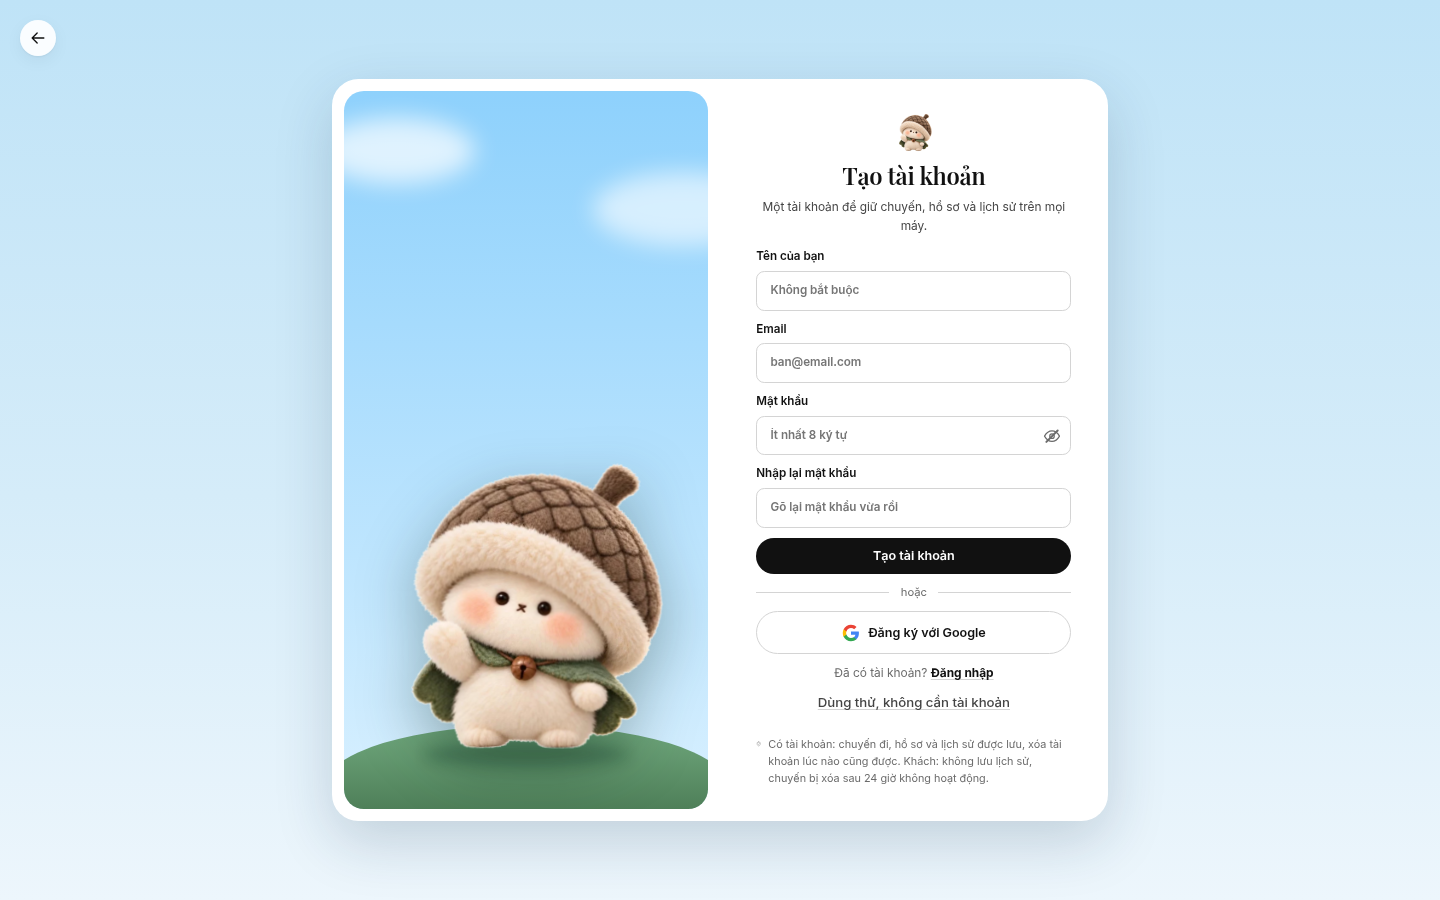 Tạo tài khoản
Một tài khoản để giữ chuyến, hồ sơ và lịch sử trên mọi
máy.
Tên của bạn
Không bắt buộc
Email
ban@email.com
Mật khẩu
Ít nhất 8 ký tự
Nhập lại mật khẩu
Gõ lại mật khẩu vừa rồi
Tạo tài khoản
hoặc
Đăng ký với Google
Đã có tài khoản? Đăng nhập
Dùng thử, không cần tài khoản
Có tài khoản: chuyến đi, hồ sơ và lịch sử được lưu, xóa tài
khoản lúc nào cũng được. Khách: không lưu lịch sử,
chuyến bị xóa sau 24 giờ không hoạt động.